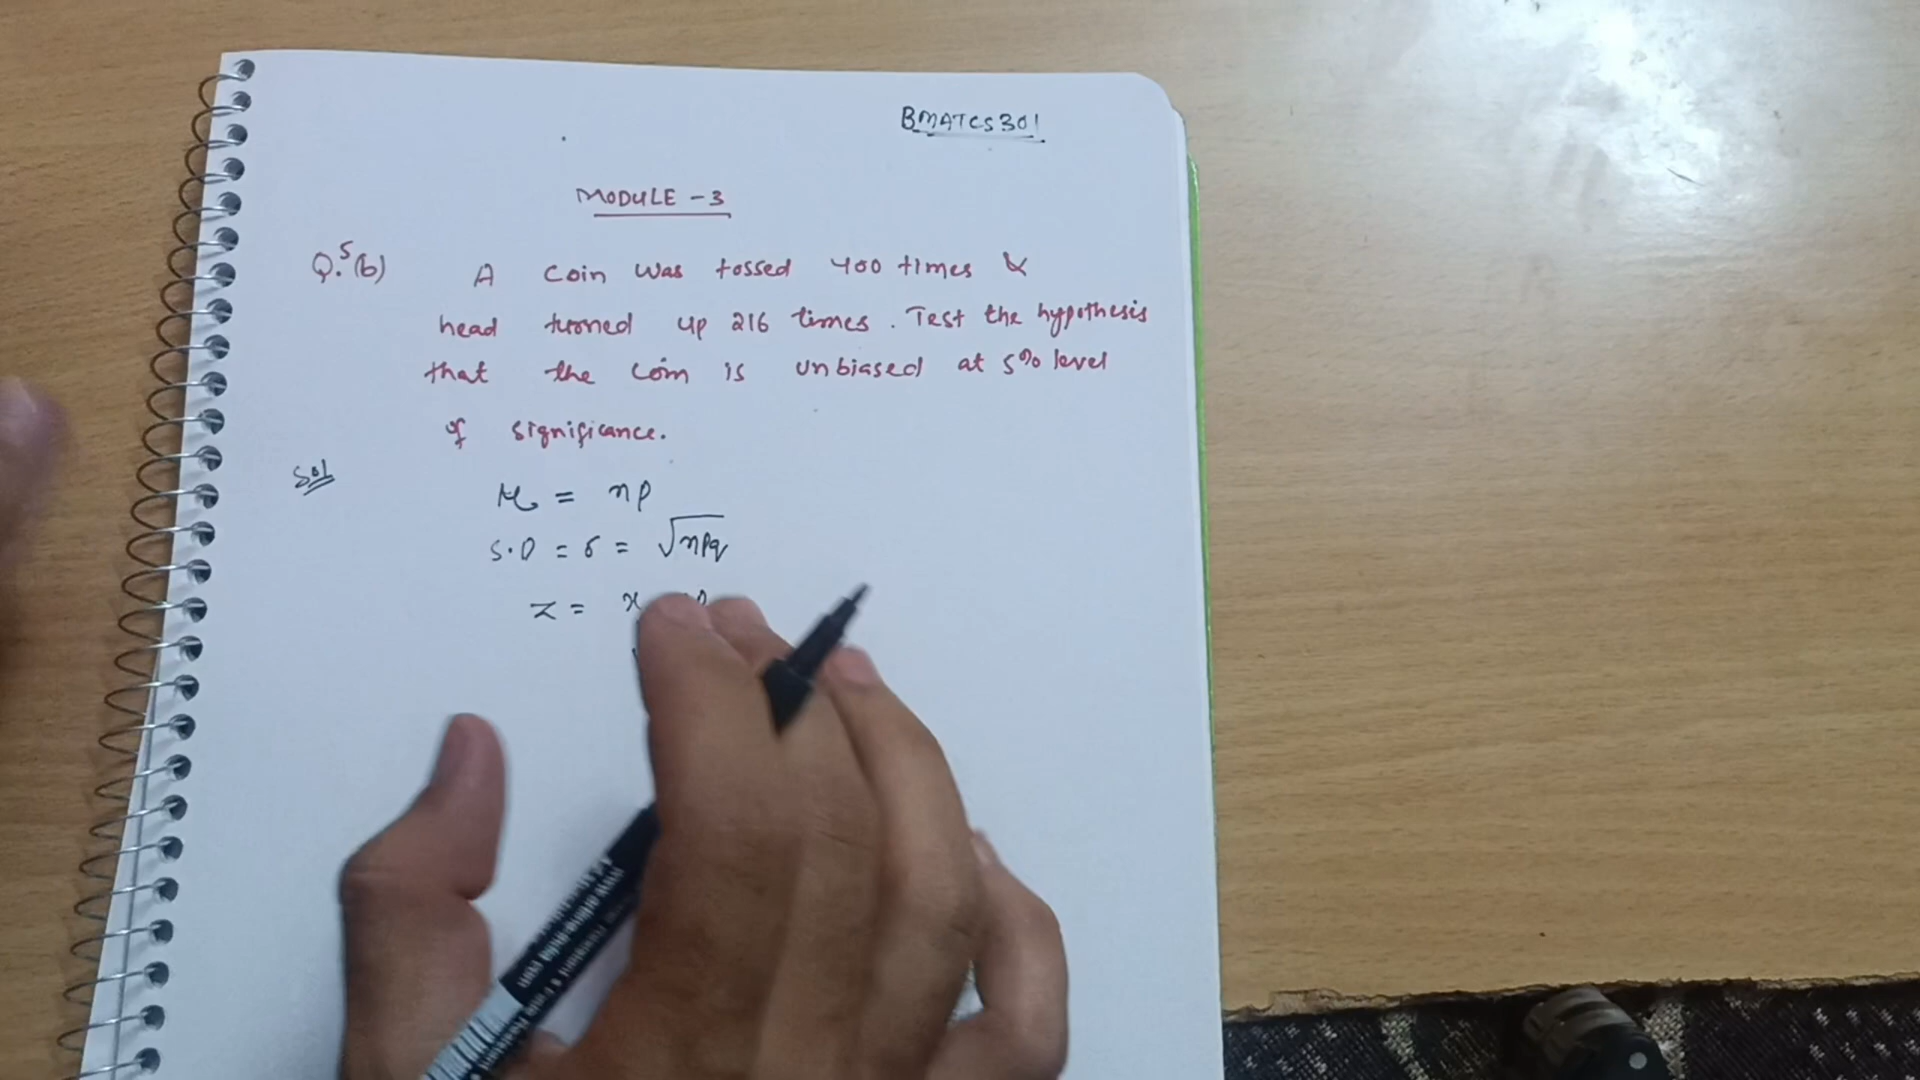 BMATCS301
MODULE - 3
Q.5(b) A coin was tossed 400 times &
head turned up 216 times. Test the hypothesis
that the coin is unbiased at 5% level
of significance.
Sol
μ = np
S.D = σ = √npq
z = x